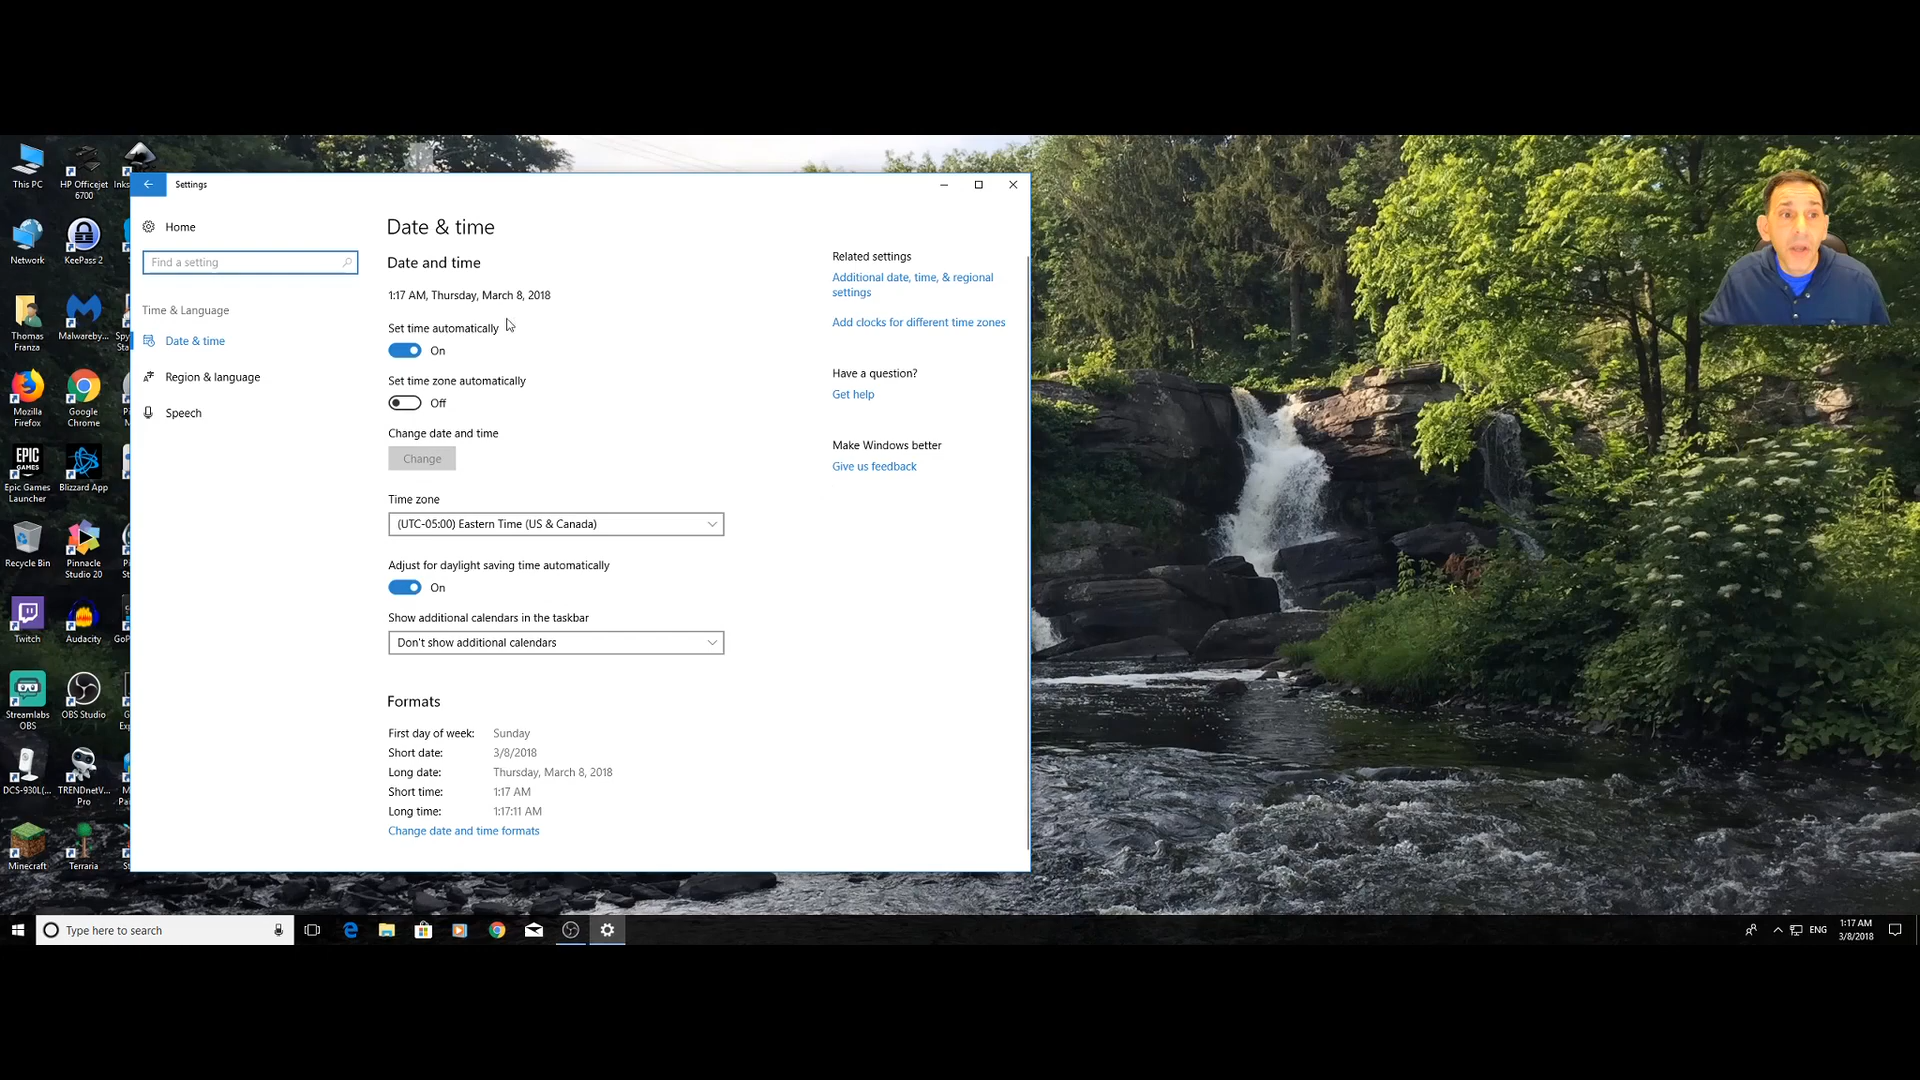 This PC
HP Officejet
6700
Inks
Network
KeePass 2
Thomas
Franza
Malwareby...
Mozilla
Firefox
Google
Chrome
EPIC
GAMES
Epic Games
Launcher
Blizzard App
Recycle Bin
Pinnacle
Studio 20
Twitch
Audacity
GoP
Streamlabs
OBS
OBS Studio
DCS-930L(...
TRENDnetV...
Pro
Minecraft
Terraria
Settings
Home
Find a setting
Time & Language
Date & time
Region & language
Speech
Date & time
Date and time
1:17 AM, Thursday, March 8, 2018
Set time automatically
On
Set time zone automatically
Off
Change date and time
Change
Time zone
(UTC-05:00) Eastern Time (US & Canada)
Adjust for daylight saving time automatically
On
Show additional calendars in the taskbar
Don't show additional calendars
Formats
First day of week: Sunday
Short date: 3/8/2018
Long date: Thursday, March 8, 2018
Short time: 1:17 AM
Long time: 1:17:11 AM
Change date and time formats
Related settings
Additional date, time, & regional
settings
Add clocks for different time zones
Have a question?
Get help
Make Windows better
Give us feedback
Type here to search
ENG
1:17 AM
3/8/2018